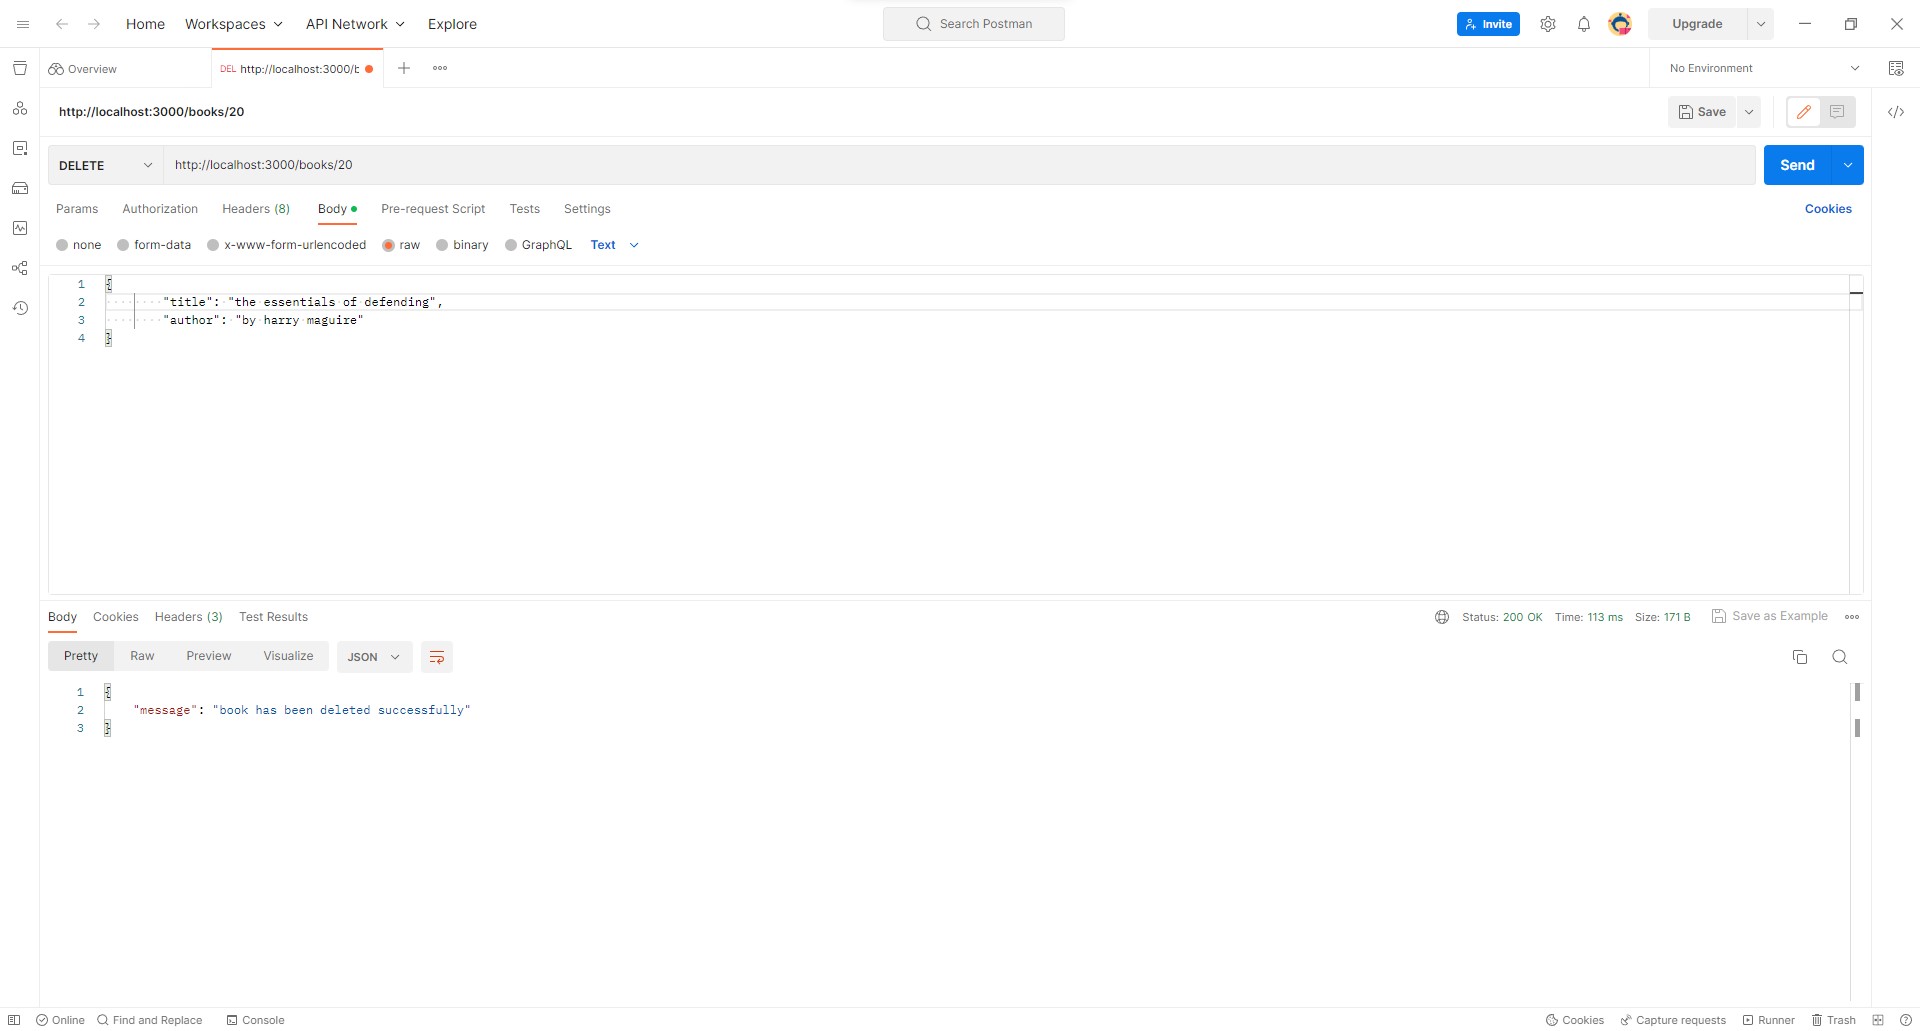 Home Workspaces API Network Explore Search Postman Invite Upgrade
Overview DEL http://localhost:3000/b No Environment
http://localhost:3000/books/20 Save
DELETE http://localhost:3000/books/20 Send
Params Authorization Headers (8) Body Pre-request Script Tests Settings Cookies
none form-data x-www-form-urlencoded raw binary GraphQL Text
1 {
2 "title": "the essentials of defending",
3 "author": "by harry maguire"
4 }
Body Cookies Headers (3) Test Results Status: 200 OK Time: 113 ms Size: 171 B Save as Example
Pretty Raw Preview Visualize JSON
1 {
2 "message": "book has been deleted successfully"
3 }
Online Find and Replace Console Cookies Capture requests Runner Trash